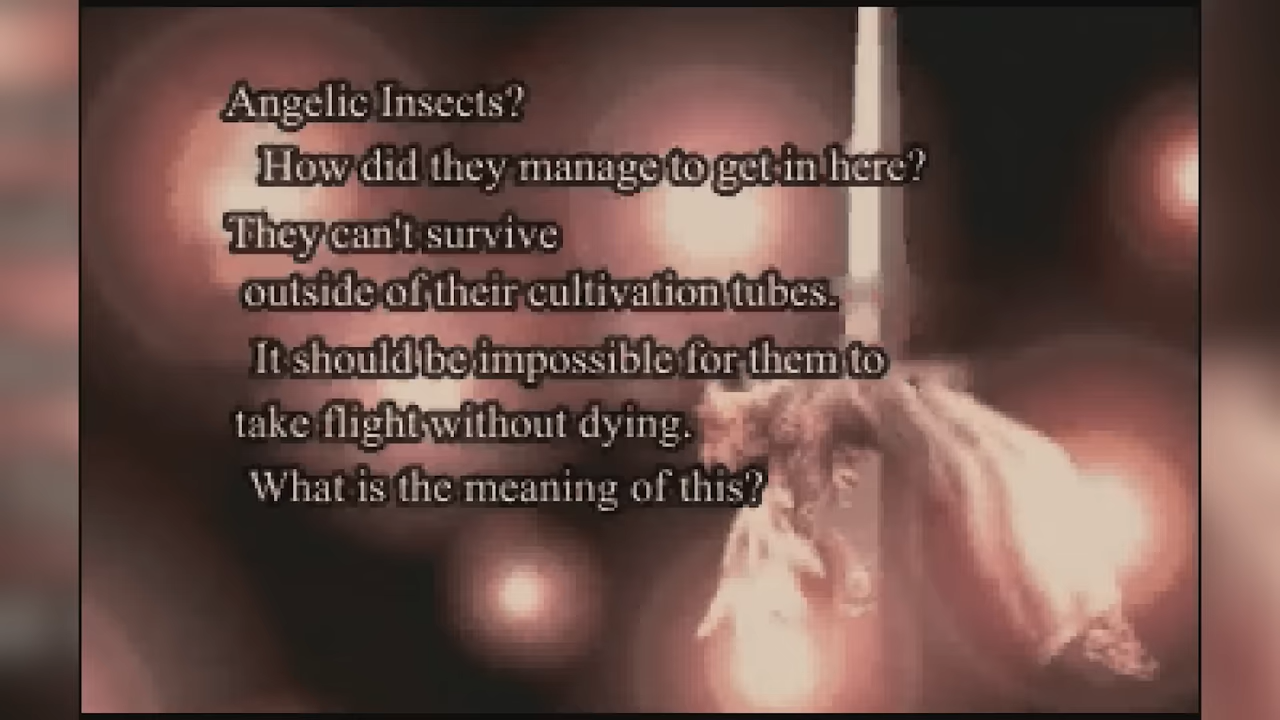 Angelic Insects?
How did they manage to get in here?
They can't survive
outside of their cultivation tubes.
It should be impossible for them to
take flight without dying.
What is the meaning of this?